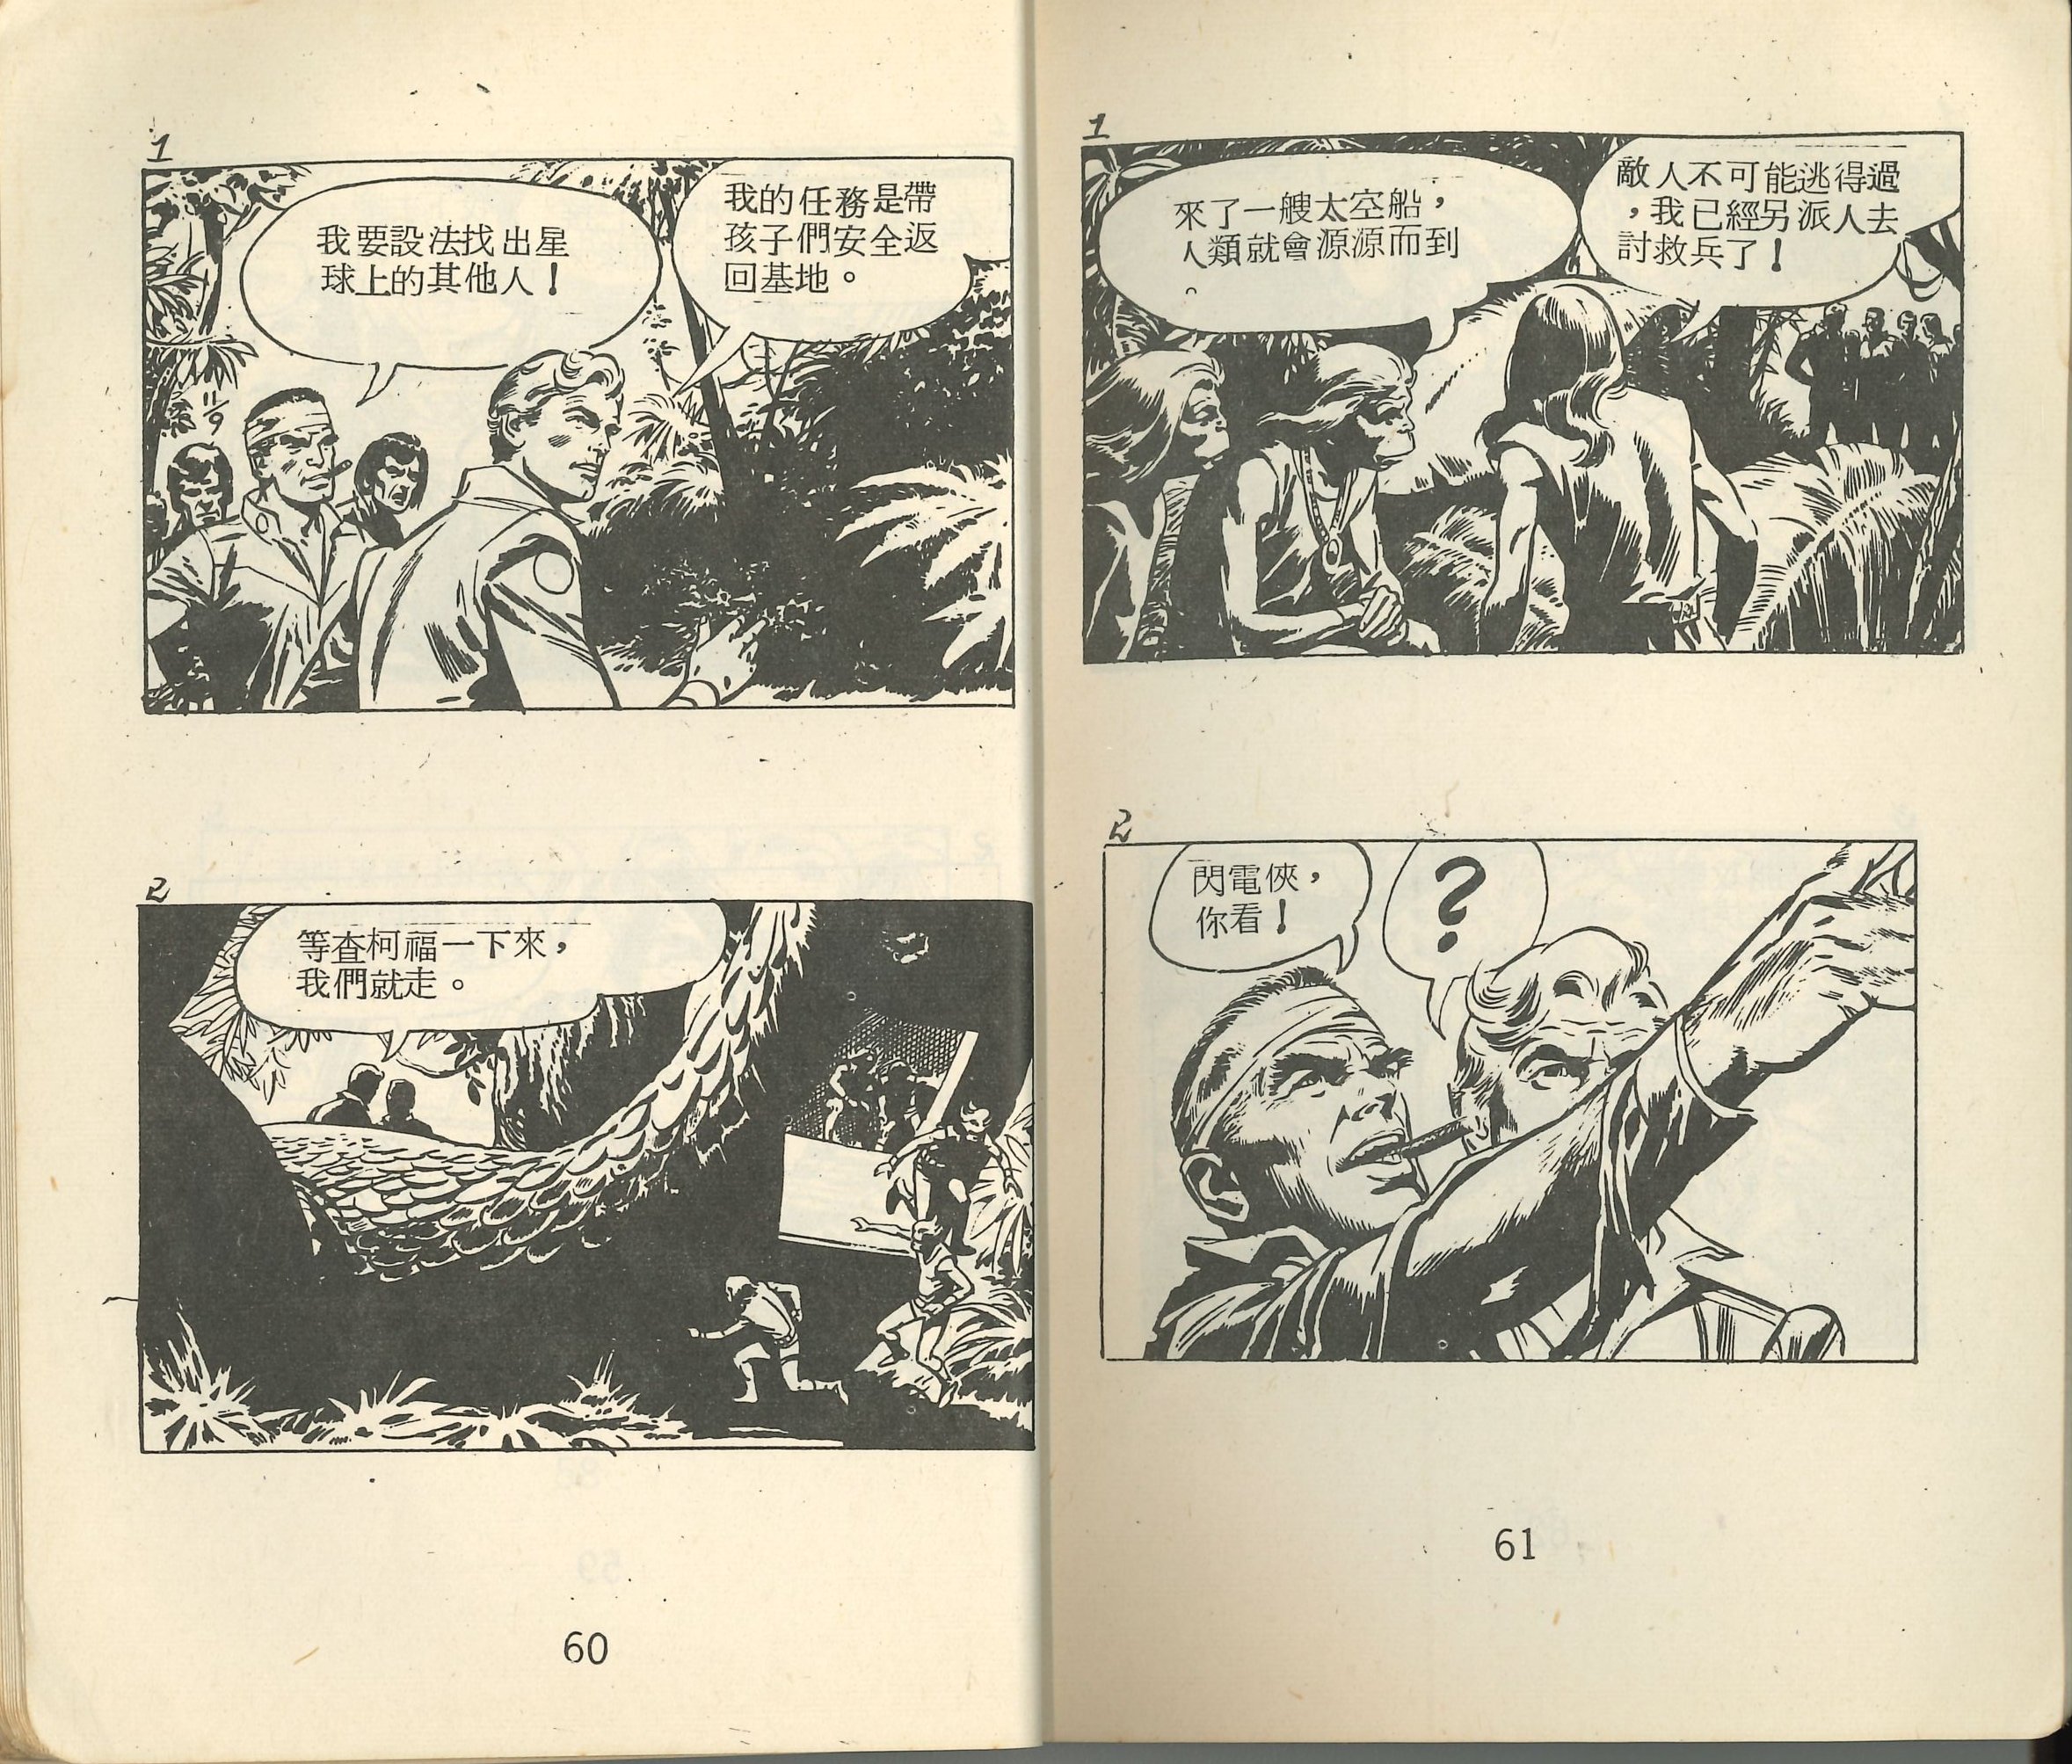 1
我要設法找出星
球上的其他人！
我的任務是帶
孩子們安全返
回基地。
11/9
2
等查柯福一下來，
我們就走。
60
1
來了一艘太空船，
人類就會源源而到
。
敵人不可能逃得過
，我已經另派人去
討救兵了！
2
閃電俠，
你看！
?
61